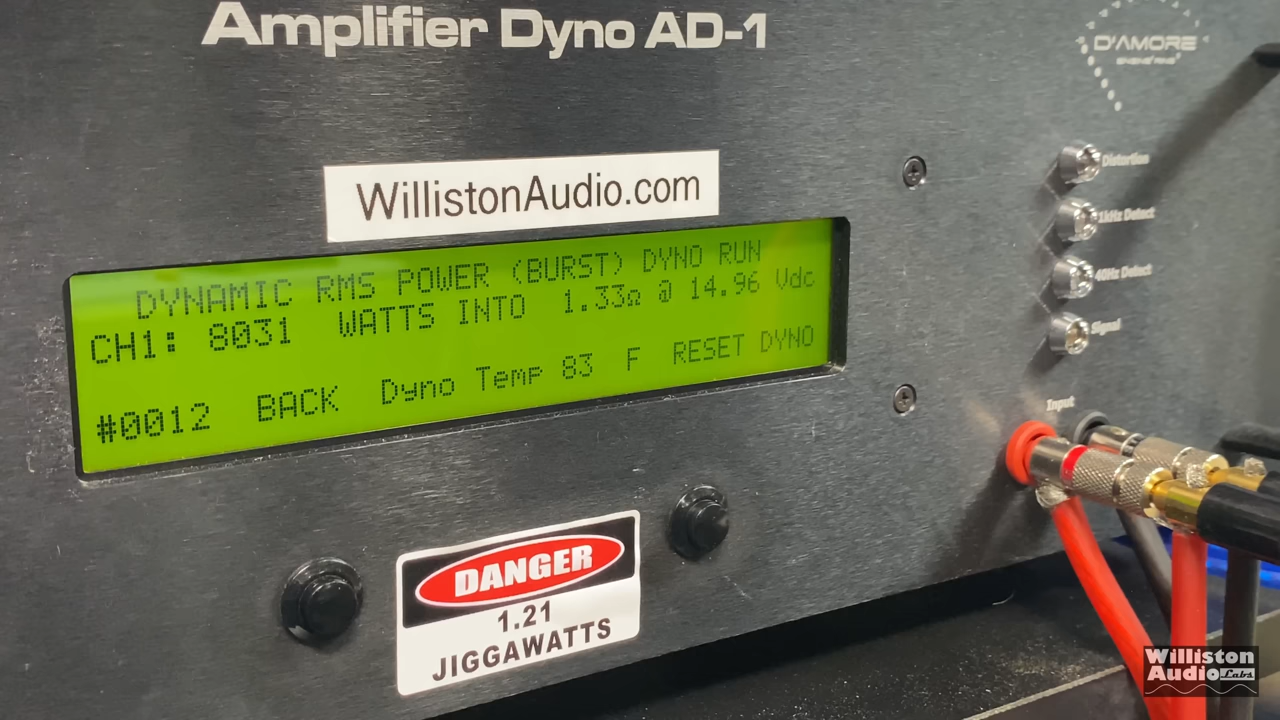 Amplifier Dyno AD-1
D'AMORE
ENGINEERING
WillistonAudio.com
DYNAMIC RMS POWER (BURST) DYNO RUN
CH1: 8031 WATTS INTO 1.33Ω @ 14.96 Vdc
#0012 BACK Dyno Temp 83 F RESET DYNO
Distortion
1kHz Detect
40Hz Detect
Signal
Input
DANGER
1.21
JIGGAWATTS
Williston
Audio Labs